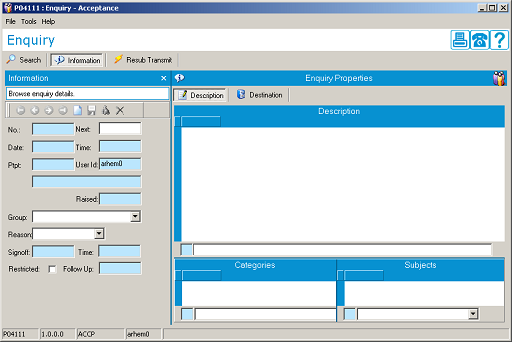 P04111 : Enquiry - Acceptance
File Tools Help
Enquiry
Search Information Resub Transmit
Information
Enquiry Properties
Browse enquiry details.
Description Destination
Description
No.: Next:
Date: Time:
Ptpt: User Id: arhem0
Raised:
Group:
Reason:
Signoff: Time:
Restricted: Follow Up:
Categories Subjects
P04111 1.0.0.0 ACCP arhem0